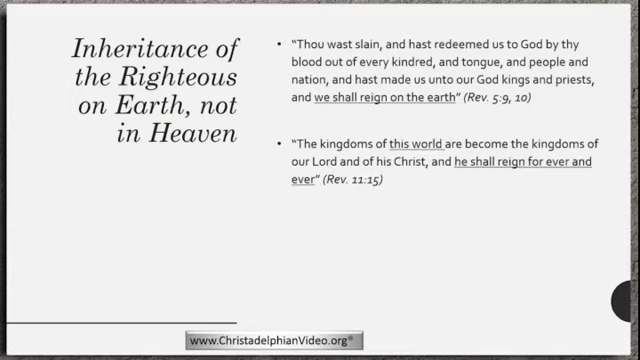 Inheritance of
the Righteous
on Earth, not
in Heaven
• “Thou wast slain, and hast redeemed us to God by thy
blood out of every kindred, and tongue, and people and
nation, and hast made us unto our God kings and priests,
and we shall reign on the earth” (Rev. 5:9, 10)
• “The kingdoms of this world are become the kingdoms of
our Lord and of his Christ, and he shall reign for ever and
ever” (Rev. 11:15)
www.ChristadelphianVideo.org®